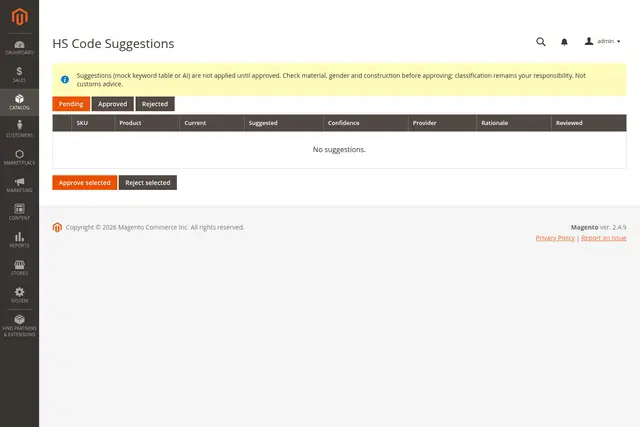 HS Code Suggestions
admin
Suggestions (mock keyword table or AI) are not applied until approved. Check material, gender and construction before approving; classification remains your responsibility. Not
customs advice.
Pending
Approved
Rejected
SKU Product Current Suggested Confidence Provider Rationale Reviewed
No suggestions.
Approve selected
Reject selected
DASHBOARD
SALES
CATALOG
CUSTOMERS
MARKETPLACE
MARKETING
CONTENT
REPORTS
STORES
SYSTEM
FIND PARTNERS
& EXTENSIONS
Copyright © 2026 Magento Commerce Inc. All rights reserved.
Magento ver. 2.4.9
Privacy Policy | Report an Issue